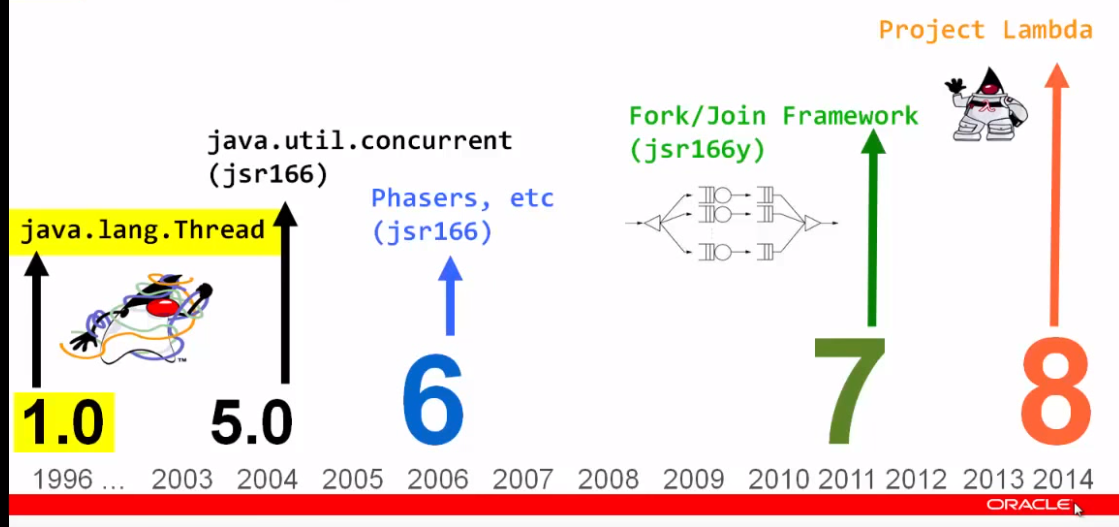 Project Lambda
Fork/Join Framework
(jsr166y)
java.util.concurrent
(jsr166)
Phasers, etc
(jsr166)
java.lang.Thread
TM
1.0 5.0 6 7 8
1996 ... 2003 2004 2005 2006 2007 2008 2009 2010 2011 2012 2013 2014
ORACLE